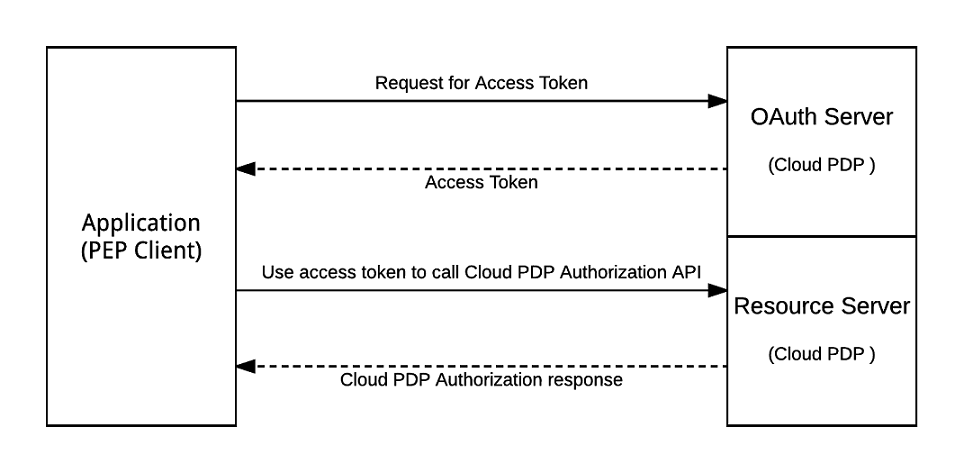 Request for Access Token
OAuth Server
(Cloud PDP )
Access Token
Application
(PEP Client)
Use access token to call Cloud PDP Authorization API
Resource Server
(Cloud PDP )
Cloud PDP Authorization response